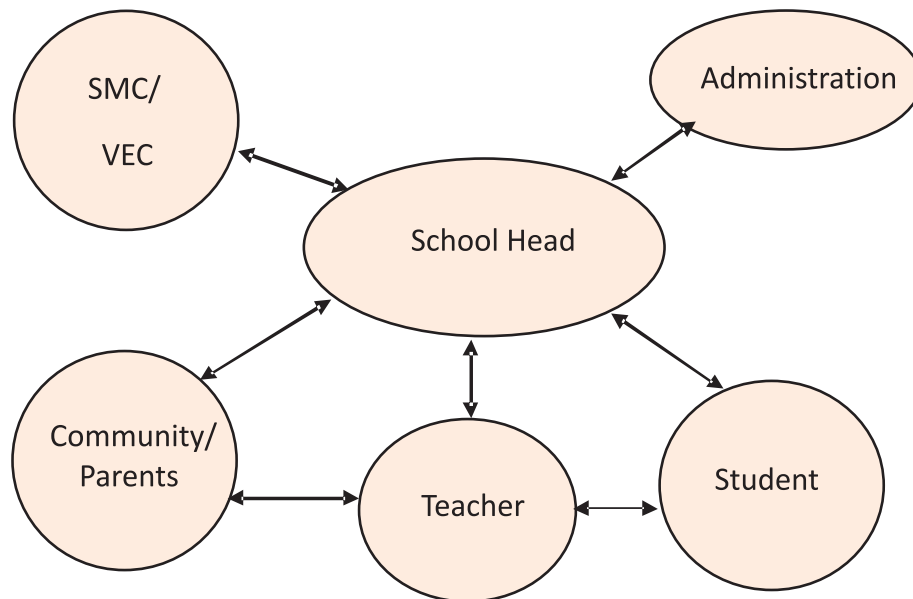 SMC/
VEC
Administration
School Head
Community/
Parents
Teacher
Student